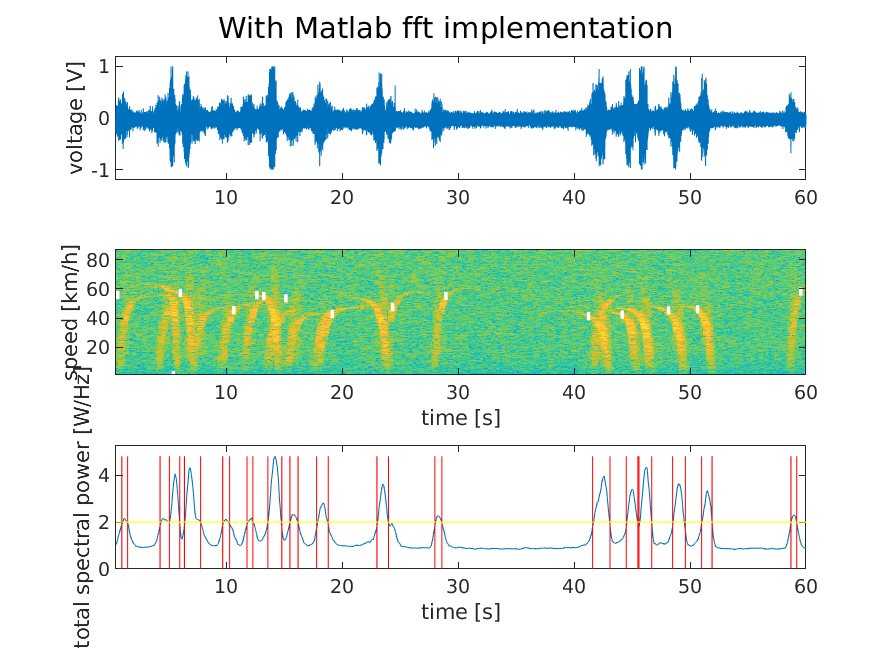 With Matlab fft implementation
voltage [V]
1
0
-1
10 20 30 40 50 60
speed [km/h]
80
60
40
20
10 20 30 40 50 60
time [s]
total spectral power [W/Hz]
4
2
0
10 20 30 40 50 60
time [s]